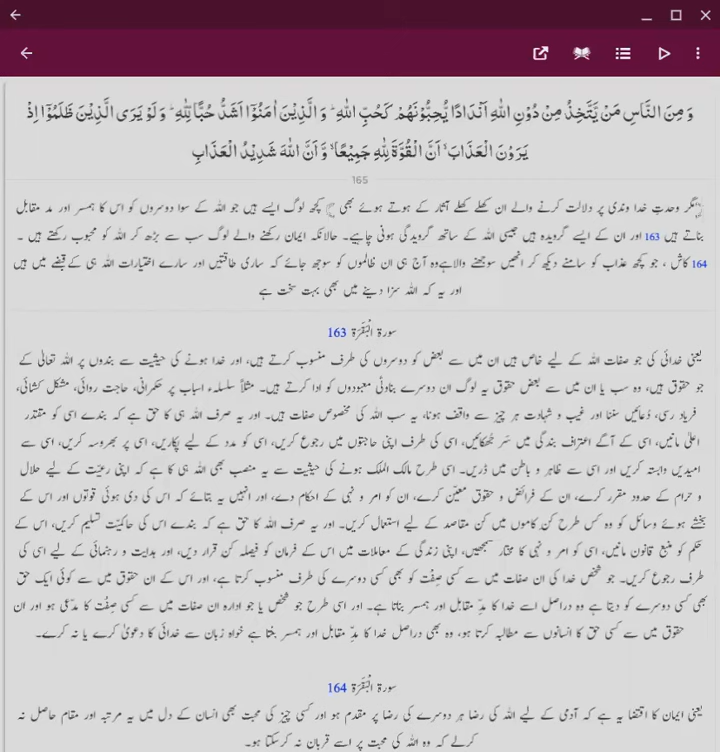 وَ مِنَ النَّاسِ مَنْ یَّتَّخِذُ مِنْ دُوْنِ اللّٰهِ اَنْدَادًا یُّحِبُّوْنَهُمْ كَحُبِّ اللّٰهِؕ-وَ الَّذِیْنَ اٰمَنُوْۤا اَشَدُّ حُبًّا لِّلّٰهِؕ-وَ لَوْ یَرَى الَّذِیْنَ ظَلَمُوْۤا اِذْ
یَرَوْنَ الْعَذَابَۙ-اَنَّ الْقُوَّةَ لِلّٰهِ جَمِیْعًاۙ-وَّ اَنَّ اللّٰهَ شَدِیْدُ الْعَذَابِ
165
﴿مگر وحدتِ خدا وندی پر دلالت کرنے والے ان کھلے کھلے آثار کے ہوتے ہوئے بھی﴾ کچھ لوگ ایسے ہیں جو اللہ کے سوا دوسروں کو اس کا ہمسر اور مد مقابل
بناتے ہیں 163 اور ان کے ایسے گرویدہ ہیں جیسی اللہ کے ساتھ گرویدگی ہونی چاہیے۔ حالانکہ ایمان رکھنے والے لوگ سب سے بڑھ کر اللہ کو محبوب رکھتے ہیں ۔
164 کاش ، جو کچھ عذاب کو سامنے دیکھ کر انھیں سوجھنے والاہے وہ آج ہی ان ظالموں کو سوجھ جائے کہ ساری طاقتیں اور سارے اختیارات اللہ ہی کے قبضے میں ہیں
اور یہ کہ اللہ سزا دینے میں بھی بہت سخت ہے
سورة الْبَقَرَة 163
یعنی خدائی کی جو صفات اللہ کے لیے خاص ہیں ان میں سے بعض کو دوسروں کی طرف منسوب کرتے ہیں، اور خدا ہونے کی حیثیت سے بندوں پر اللہ تعالیٰ کے
جو حقوق ہیں، وہ سب یا ان میں سے بعض حقوق یہ لوگ ان دوسرے بناوٹی معبودوں کو ادا کرتے ہیں۔ مثلاً سلسلہء اسباب پر حکمرانی، حاجت روائی، مشکل کشائی،
فریاد رسی، دُعائیں سننا اور غیب و شہادت ہر چیز سے واقف ہونا، یہ سب اللہ کی مخصوص صفات ہیں۔ اور یہ صرف اللہ ہی کا حق ہے کہ بندے اسی کو مقتدرِ
اعلیٰ مانیں، اسی کے آگے اعترافِ بندگی میں سَر جُھکائیں، اسی کی طرف اپنی حاجتوں میں رجوع کریں، اسی کو مدد کے لیے پکاریں، اسی پر بھروسہ کریں، اسی سے
امیدیں وابستہ کریں اور اسی سے ظاہر و باطن میں ڈریں۔ اسی طرح مالک الملک ہونے کی حیثیت سے یہ منصب بھی اللہ ہی کا ہے کہ اپنی رعیّت کے لیے حلال
و حرام کے حدود مقرر کرے، ان کے فرائض و حقوق معیّن کرے، ان کو امر و نہی کے احکام دے، اور انہیں یہ بتائے کہ اس کی دی ہوئی قوتوں اور اس کے
بخشے ہوئے وسائل کو وہ کس طرح کن کاموں میں کن مقاصد کے لیے استعمال کریں۔ اور یہ صرف اللہ کا حق ہے کہ بندے اس کی حاکمیّت تسلیم کریں، اس کے
حکم کو منبعِ قانون مانیں، اسی کو امر و نہی کا مختار سمجھیں، اپنی زندگی کے معاملات میں اس کے فرمان کو فیصلہ کُن قرار دیں، اور ہدایت و رہنمائی کے لیے اسی کی
طرف رجوع کریں۔ جو شخص خدا کی ان صفات میں سے کسی صِفْت کو بھی کسی دوسرے کی طرف منسوب کرتا ہے، اور اس کے ان حقوق میں سے کوئی ایک حق
بھی کسی دوسرے کو دیتا ہے وہ دراصل اسے خدا کا مدِّ مقابل اور ہمسر بناتا ہے۔ اور اسی طرح جو شخص یا جو ادارہ ان صفات میں سے کسی صِفْت کا مدّعی ہو اور ان
حقوق میں سے کسی حق کا انسانوں سے مطالبہ کرتا ہو، وہ بھی دراصل خدا کا مدِّ مقابل اور ہمسر بنتا ہے خواہ زبان سے خدائی کا دعویٰ کرے یا نہ کرے۔
سورة الْبَقَرَة 164
یعنی ایمان کا اقتضا یہ ہے کہ آدمی کے لیے اللہ کی رضا ہر دوسرے کی رضا پر مقدم ہو اور کسی چیز کی محبت بھی انسان کے دل میں یہ مرتبہ اور مقام حاصل نہ
کرلے کہ وہ اللہ کی محبت پر اسے قربان نہ کرسکتا ہو۔